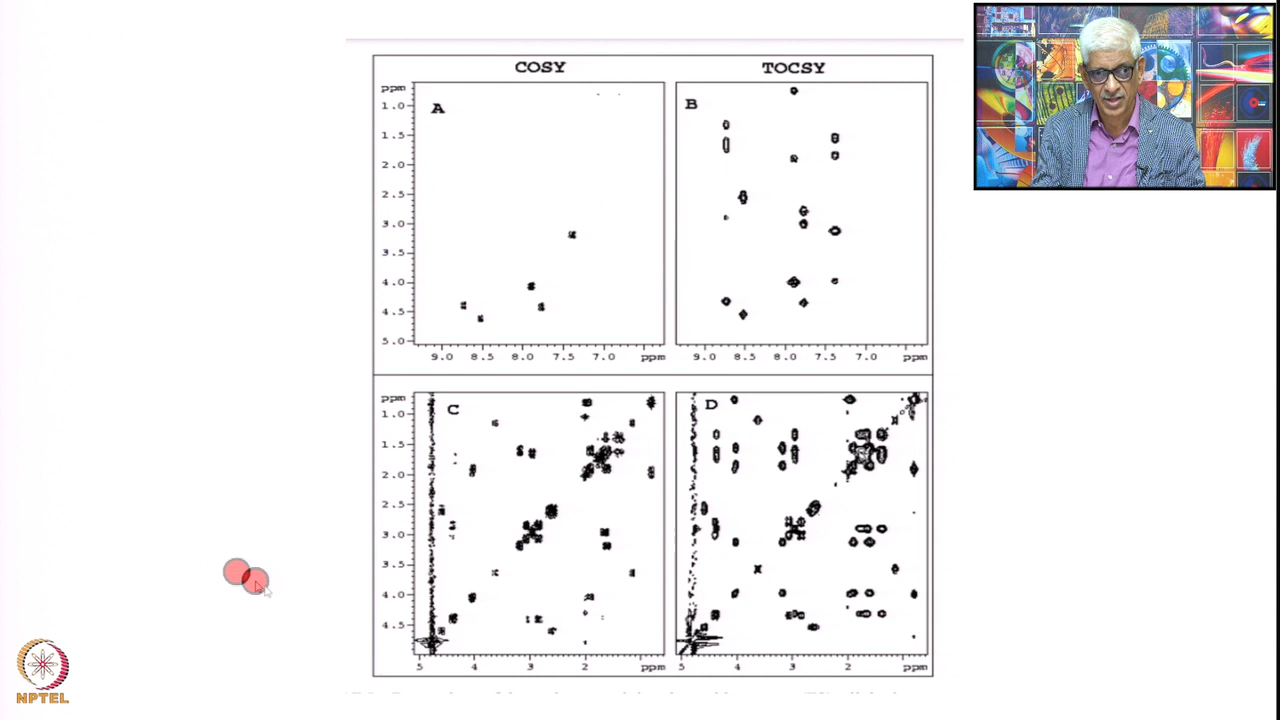 COSY
TOCSY
ppm
A
B
1.0
1.5
2.0
2.5
3.0
3.5
4.0
4.5
5.0
9.0 8.5 8.0 7.5 7.0 ppm
9.0 8.5 8.0 7.5 7.0 ppm
ppm
C
D
1.0
1.5
2.0
2.5
3.0
3.5
4.0
4.5
5 4 3 2 ppm
5 4 3 2 ppm
NPTEL